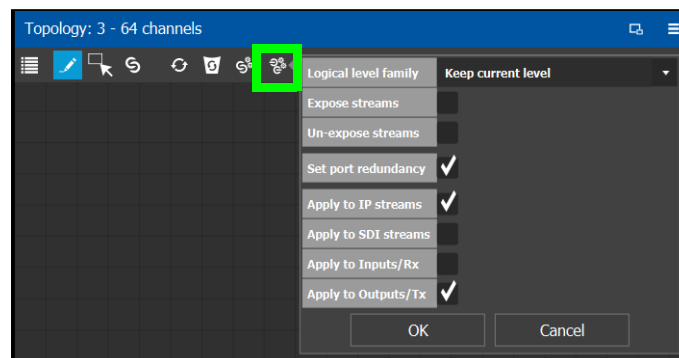 Topology: 3 - 64 channels
Logical level family Keep current level
Expose streams
Un-expose streams
Set port redundancy
Apply to IP streams
Apply to SDI streams
Apply to Inputs/Rx
Apply to Outputs/Tx
OK Cancel